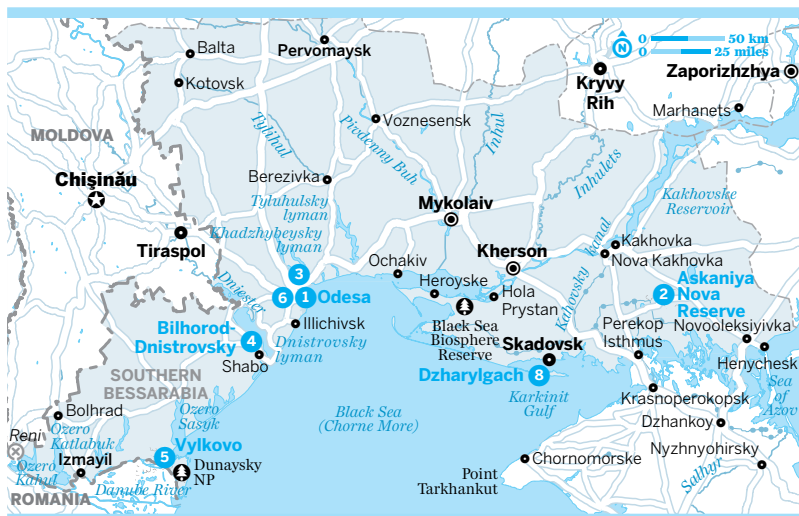 Balta
Pervomaysk
0 50 km
0 25 miles
N
Kotovsk
Kryvy
Rih
Zaporizhzhya
Marhanets
MOLDOVA
Tylihul
Pivdenny Buh
Voznesensk
Inhul
Inhulets
Chişinău
Berezivka
Tyluhulsky
lyman
Mykolaiv
Kakhovske
Reservoir
Khadzhybeysky
lyman
Tiraspol
Kherson
Kakhovka
Nova Kakhovka
Kahovsky kanal
Ochakiv
Dniester
3
6
1
Odesa
Heroyske
Hola
Prystan
2
Askaniya
Nova
Reserve
Illichivsk
Black Sea
Biosphere
Reserve
Perekop
Isthmus
Novooleksiyivka
Bilhorod-
Dnistrovsky
4
Dnistrovsky
lyman
Skadovsk
Shabo
Dzharylgach
8
Henychesk
SOUTHERN
BESSARABIA
Karkinit
Gulf
Krasnoperokopsk
Sea
of
Azov
Bolhrad
Ozero
Sasyk
Black Sea
(Chorne More)
Dzhankoy
Reni
Ozero
Katlabuk
Vylkovo
5
Nyzhnyohirsky
Izmayil
Dunaysky
NP
Chornomorske
Salhyr
Ozero
Kahul
Point
Tarkhankut
Danube River
ROMANIA